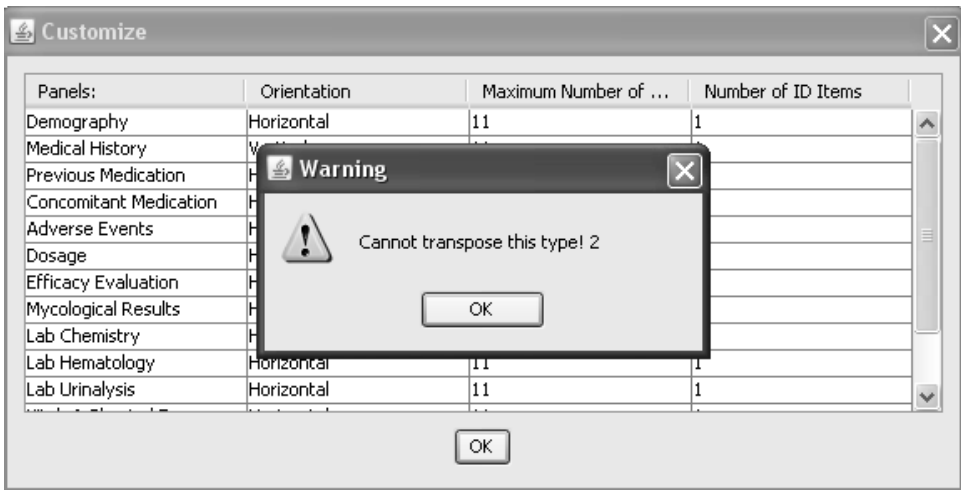 Customize
Panels: Orientation Maximum Number of ... Number of ID Items
Demography Horizontal 11 1
Medical History
Previous Medication
Concomitant Medication
Adverse Events
Dosage
Efficacy Evaluation
Mycological Results
Lab Chemistry
Lab Hematology Horizontal 11 1
Lab Urinalysis Horizontal 11 1
Warning
Cannot transpose this type! 2
OK
OK